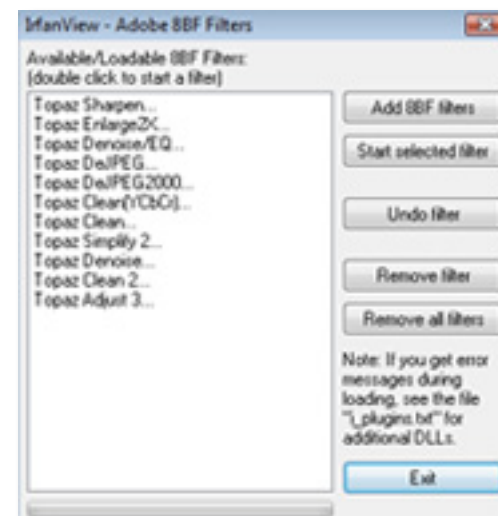 IrfanView - Adobe 8BF Filters
Available/Loadable 8BF Filters:
(double click to start a filter)
Topaz Sharpen...
Topaz Enlarge2X...
Topaz Denoise/EQ...
Topaz DeJPEG...
Topaz DeJPEG2000...
Topaz Clean(YCbCr)...
Topaz Clean...
Topaz Simplify 2...
Topaz Denoise...
Topaz Clean 2...
Topaz Adjust 3...
Add 8BF filters
Start selected filter
Undo filter
Remove filter
Remove all filters
Note: If you get error
messages during
loading, see the file
"i_plugins.txt" for
additional DLLs.
Exit